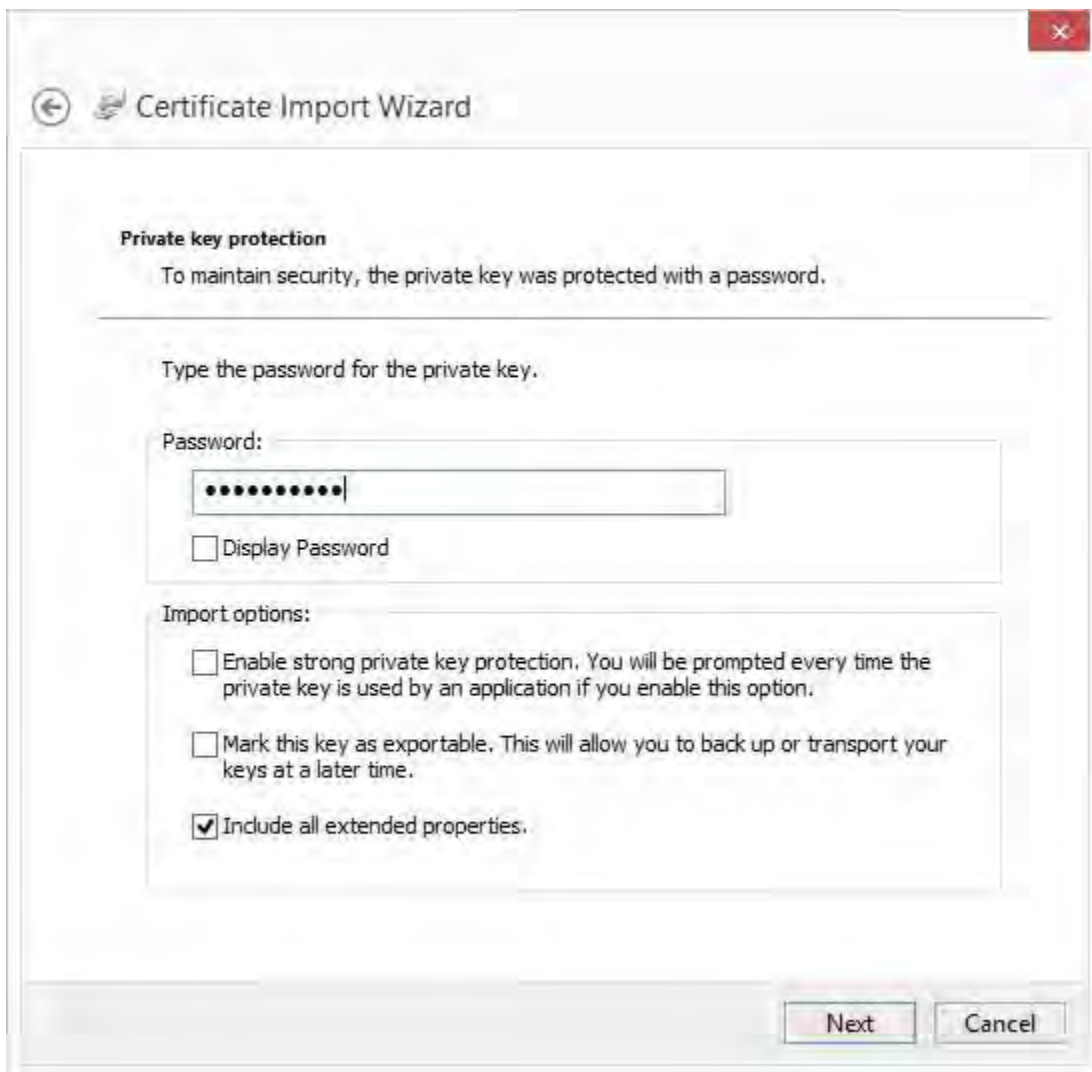 Certificate Import Wizard
Private key protection
To maintain security, the private key was protected with a password.
Type the password for the private key.
Password:
●●●●●●●●●●
Display Password
Import options:
Enable strong private key protection. You will be prompted every time the
private key is used by an application if you enable this option.
Mark this key as exportable. This will allow you to back up or transport your
keys at a later time.
Include all extended properties.
Next
Cancel